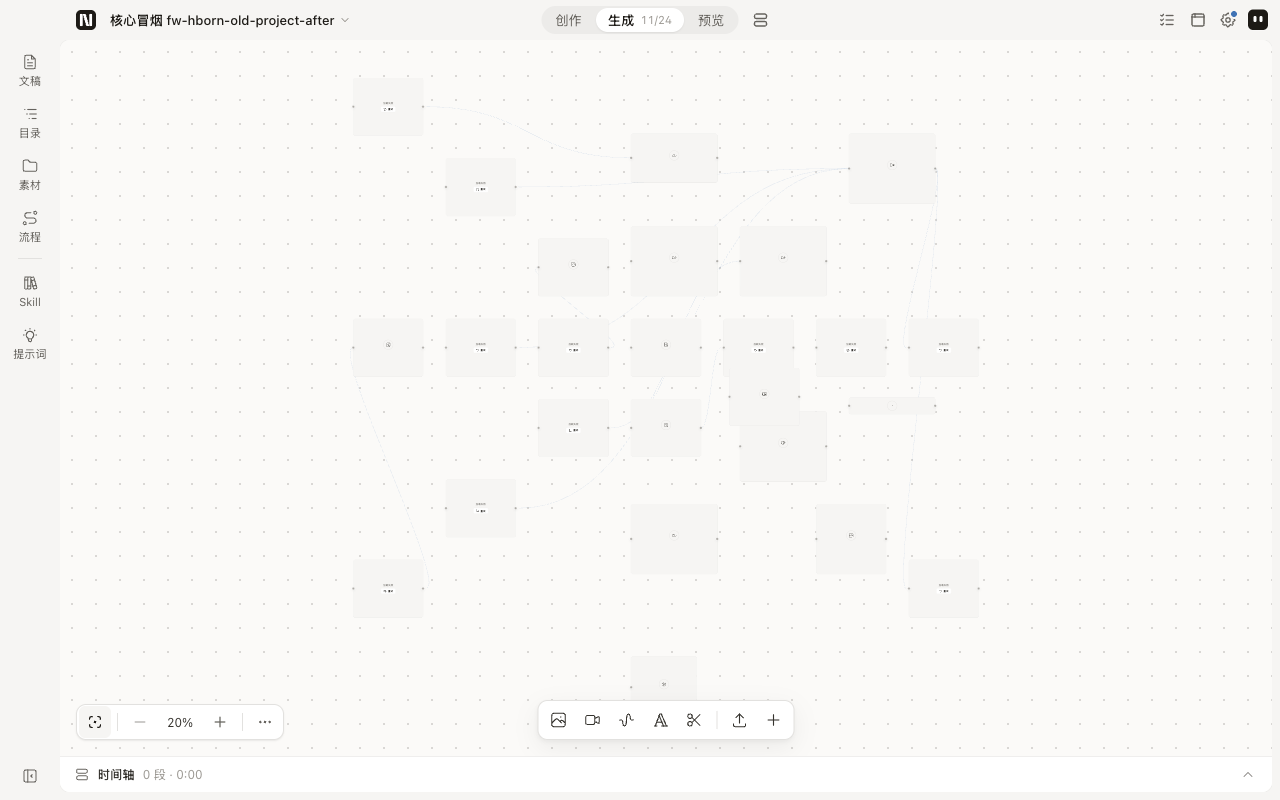 核心冒烟 fw-hborn-old-project-after
创作 生成 11/24 预览
文稿
目录
素材
流程
Skill
提示词
20%
时间轴 0 段 · 0:00